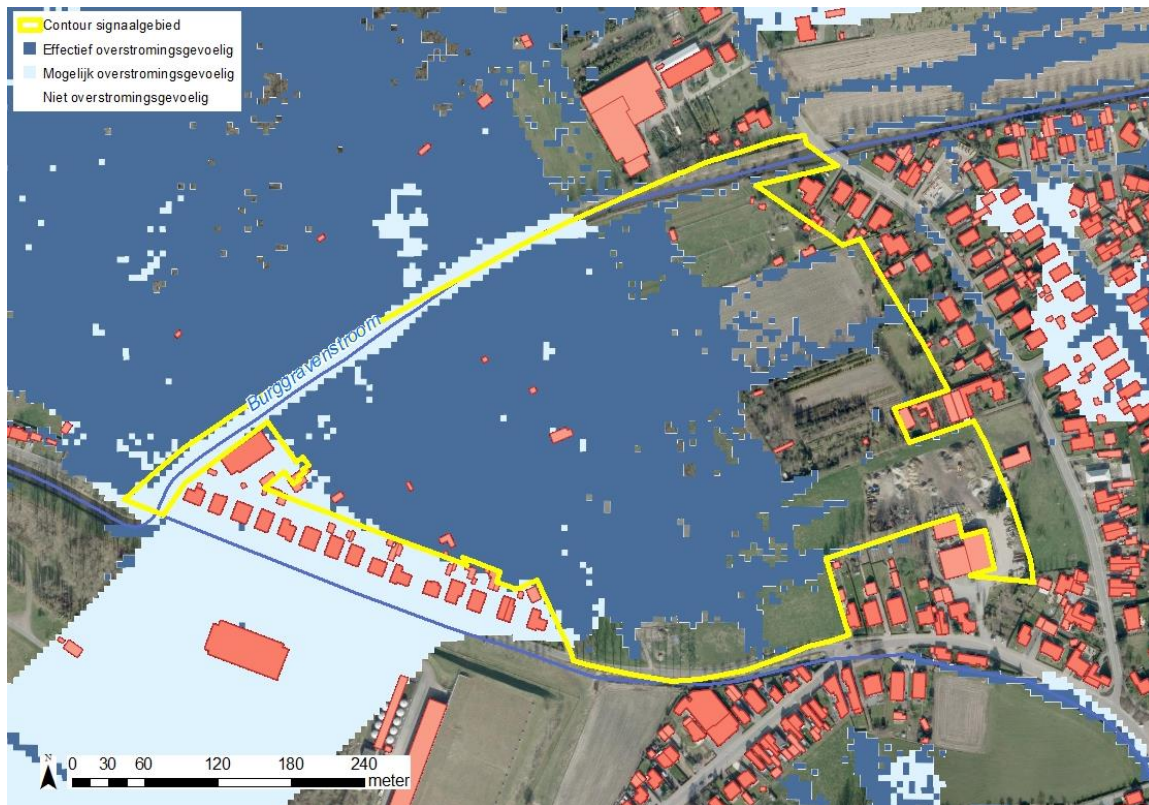 Contour signaalgebied
Effectief overstromingsgevoelig
Mogelijk overstromingsgevoelig
Niet overstromingsgevoelig
Burggravenstroom
N
0 30 60 120 180 240
meter